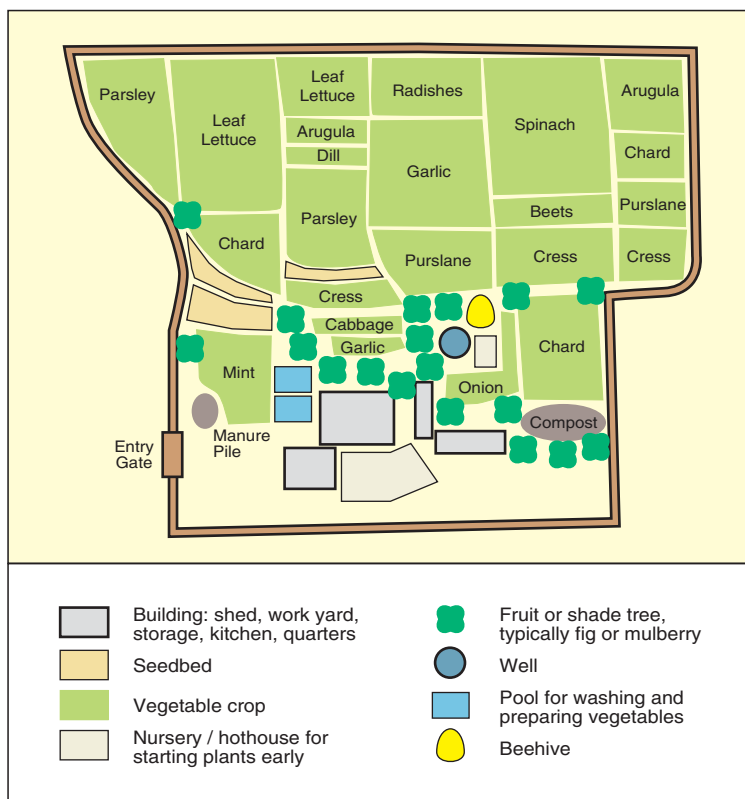 Parsley
Leaf
Lettuce
Leaf
Lettuce
Radishes
Spinach
Arugula
Arugula
Dill
Garlic
Chard
Parsley
Beets
Purslane
Chard
Purslane
Cress
Cress
Cress
Cabbage
Garlic
Chard
Mint
Onion
Manure
Pile
Compost
Entry
Gate
Building: shed, work yard,
storage, kitchen, quarters
Seedbed
Vegetable crop
Nursery / hothouse for
starting plants early
Fruit or shade tree,
typically fig or mulberry
Well
Pool for washing and
preparing vegetables
Beehive